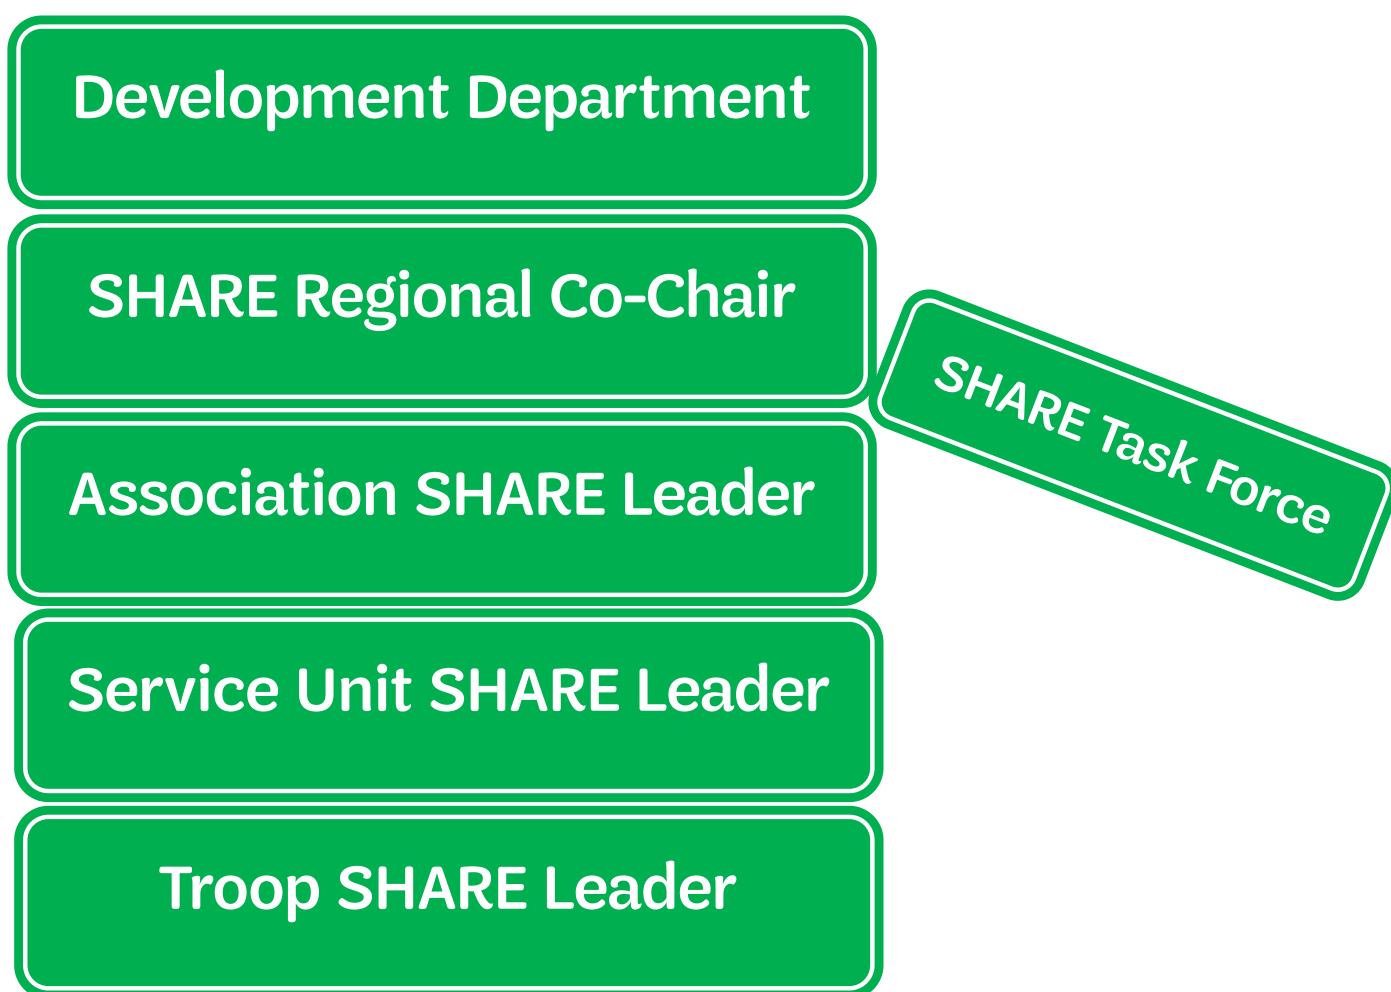 Development Department
SHARE Regional Co-Chair
SHARE Task Force
Association SHARE Leader
Service Unit SHARE Leader
Troop SHARE Leader